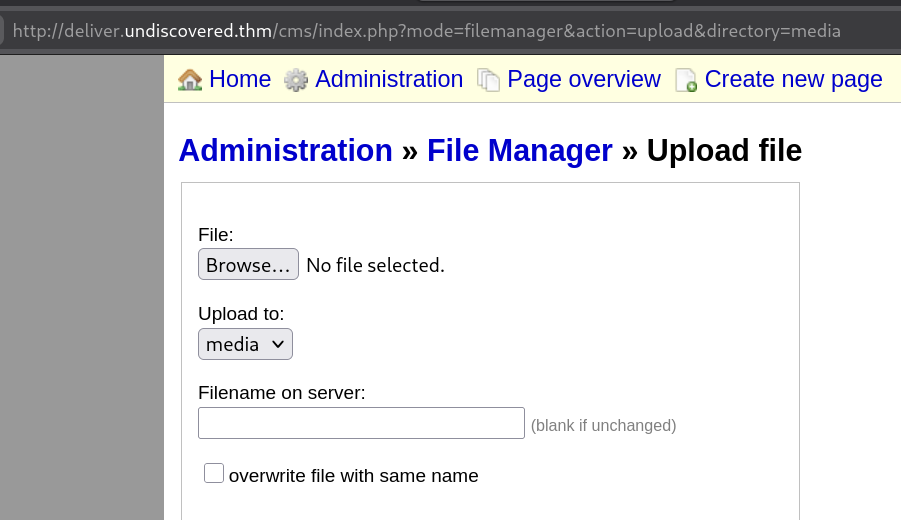 http://deliver.undiscovered.thm/cms/index.php?mode=filemanager&action=upload&directory=media
Home Administration Page overview Create new page
Administration » File Manager » Upload file
File:
Browse... No file selected.
Upload to:
media
Filename on server:
(blank if unchanged)
overwrite file with same name